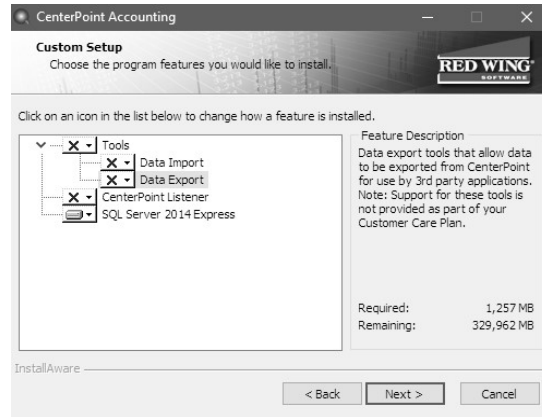 CenterPoint Accounting
Custom Setup
Choose the program features you would like to install.
RED WING®
SOFTWARE
Click on an icon in the list below to change how a feature is installed.
Tools
Data Import
Data Export
CenterPoint Listener
SQL Server 2014 Express
Feature Description
Data export tools that allow data
to be exported from CenterPoint
for use by 3rd party applications.
Note: Support for these tools is
not provided as part of your
Customer Care Plan.
Required: 1,257 MB
Remaining: 329,962 MB
InstallAware
< Back Next > Cancel